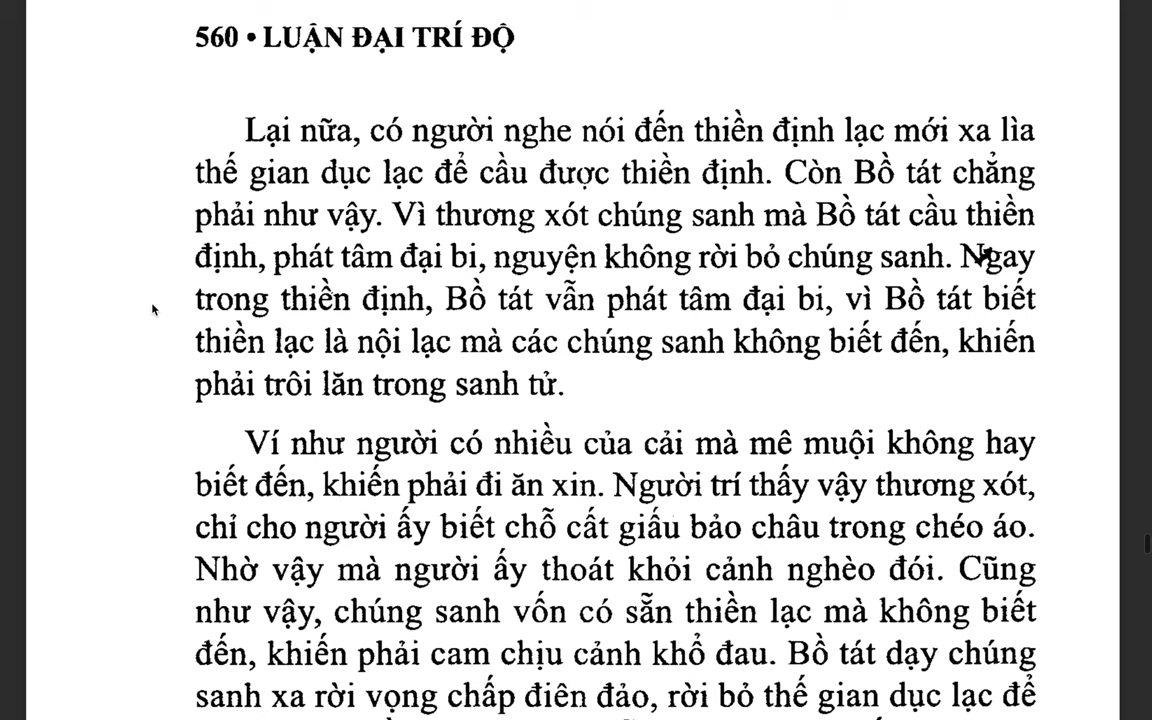 560 • LUẬN ĐẠI TRÍ ĐỘ
Lại nữa, có người nghe nói đến thiền định lạc mới xa lìa
thế gian dục lạc để cầu được thiền định. Còn Bồ tát chẳng
phải như vậy. Vì thương xót chúng sanh mà Bồ tát cầu thiền
định, phát tâm đại bi, nguyện không rời bỏ chúng sanh. Ngay
trong thiền định, Bồ tát vẫn phát tâm đại bi, vì Bồ tát biết
thiền lạc là nội lạc mà các chúng sanh không biết đến, khiến
phải trôi lăn trong sanh tử.
Ví như người có nhiều của cải mà mê muội không hay
biết đến, khiến phải đi ăn xin. Người trí thấy vậy thương xót,
chỉ cho người ấy biết chỗ cất giấu bảo châu trong chéo áo.
Nhờ vậy mà người ấy thoát khỏi cảnh nghèo đói. Cũng
như vậy, chúng sanh vốn có sẵn thiền lạc mà không biết
đến, khiến phải cam chịu cảnh khổ đau. Bồ tát dạy chúng
sanh xa rời vọng chấp điên đảo, rời bỏ thế gian dục lạc để